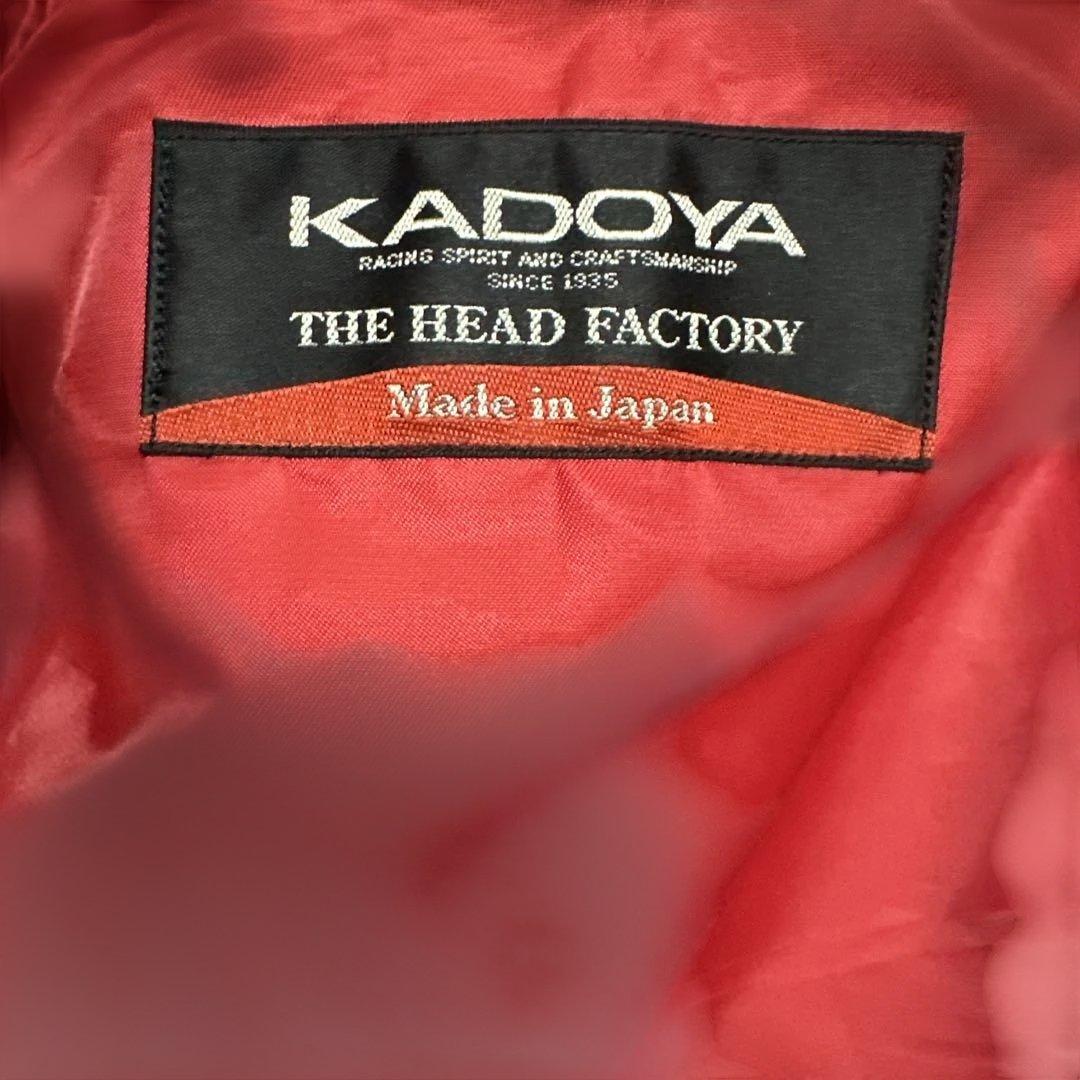 KADOYA
RACING SPIRIT AND CRAFTSMANSHIP
SINCE 1935
THE HEAD FACTORY
Made in Japan